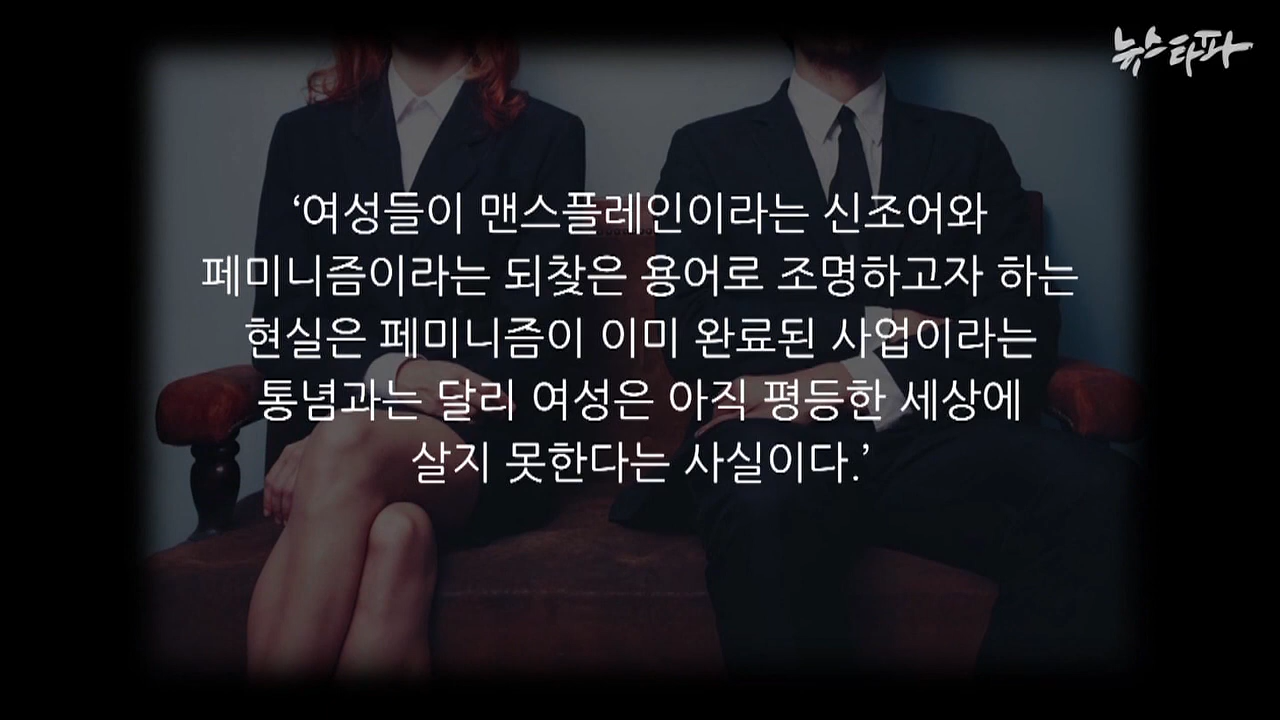 뉴스타파
‘여성들이 맨스플레인이라는 신조어와
페미니즘이라는 되찾은 용어로 조명하고자 하는
현실은 페미니즘이 이미 완료된 사업이라는
통념과는 달리 여성은 아직 평등한 세상에
살지 못한다는 사실이다.’